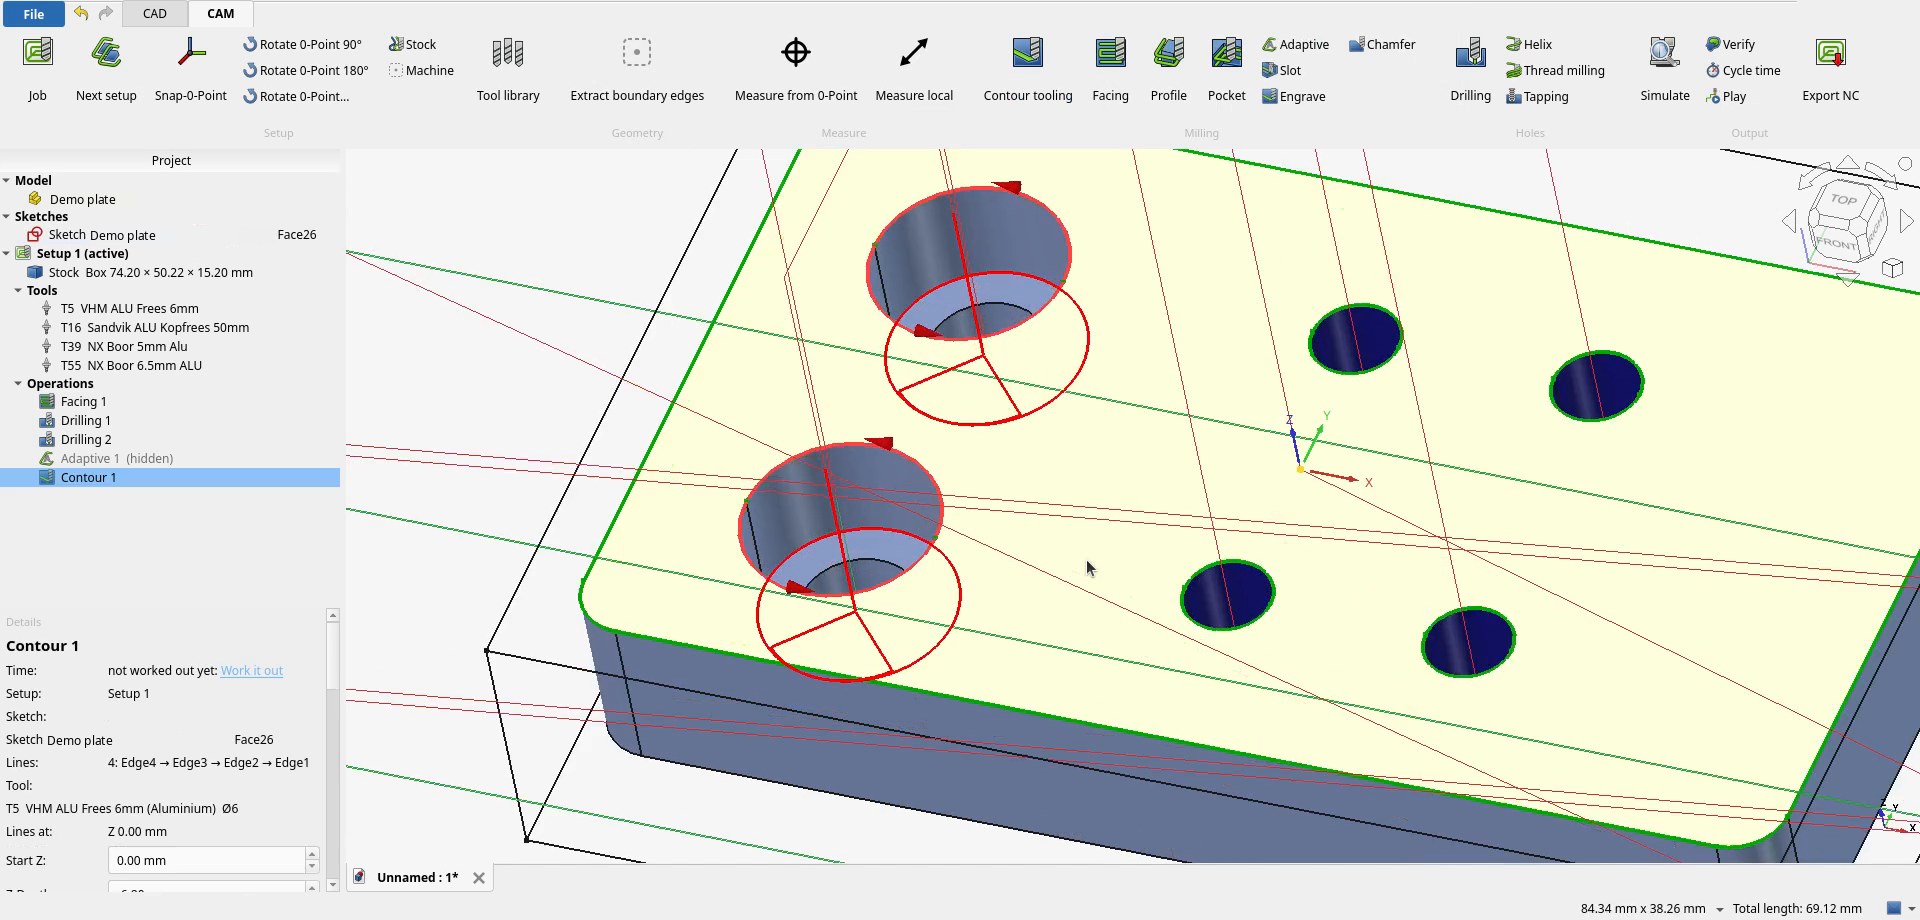 File
CAD
CAM
Job
Next setup
Snap-0-Point
Rotate 0-Point 90°
Rotate 0-Point 180°
Rotate 0-Point...
Stock
Machine
Setup
Tool library
Extract boundary edges
Geometry
Measure from 0-Point
Measure local
Measure
Contour tooling
Facing
Profile
Pocket
Adaptive
Slot
Engrave
Chamfer
Milling
Drilling
Helix
Thread milling
Tapping
Holes
Simulate
Verify
Cycle time
Play
Export NC
Output
Project
Model
Demo plate
Sketches
Sketch Demo plate Face26
Setup 1 (active)
Stock Box 74.20 × 50.22 × 15.20 mm
Tools
T5 VHM ALU Frees 6mm
T16 Sandvik ALU Kopfrees 50mm
T39 NX Boor 5mm Alu
T55 NX Boor 6.5mm ALU
Operations
Facing 1
Drilling 1
Drilling 2
Adaptive 1 (hidden)
Contour 1
Details
Contour 1
Time: not worked out yet: Work it out
Setup: Setup 1
Sketch:
Sketch Demo plate Face26
Lines: 4: Edge4 → Edge3 → Edge2 → Edge1
Tool:
T5 VHM ALU Frees 6mm (Aluminium) Ø6
Lines at: Z 0.00 mm
Start Z: 0.00 mm
TOP
FRONT
RIGHT
Z
Y
X
Y
X
Unnamed : 1*
84.34 mm x 38.26 mm
Total length: 69.12 mm